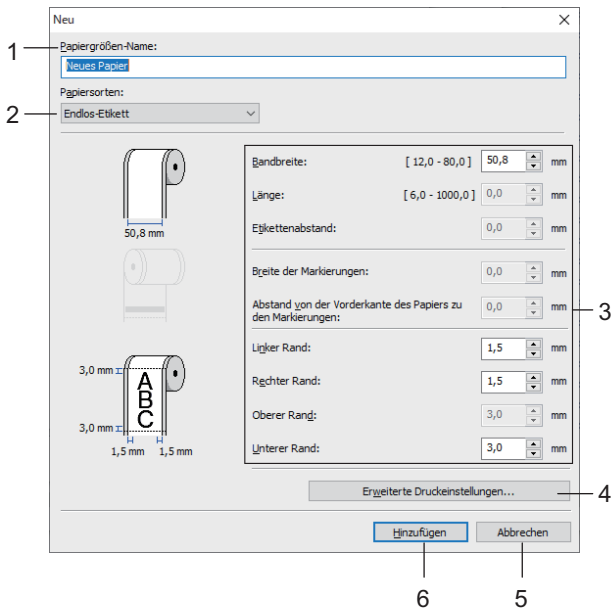 Neu
1
Papiergrößen-Name:
Neues Papier
Papiersorten:
2
Endlos-Etikett
50,8 mm
Bandbreite: [ 12,0 - 80,0 ] 50,8 mm
Länge: [ 6,0 - 1000,0 ] 0,0 mm
Etikettenabstand: 0,0 mm
Breite der Markierungen: 0,0 mm
Abstand von der Vorderkante des Papiers zu
den Markierungen: 0,0 mm
3
Linker Rand: 1,5 mm
Rechter Rand: 1,5 mm
Oberer Rand: 3,0 mm
Unterer Rand: 3,0 mm
3,0 mm
A
B
C
3,0 mm
1,5 mm 1,5 mm
Erweiterte Druckeinstellungen...
4
Hinzufügen Abbrechen
6 5